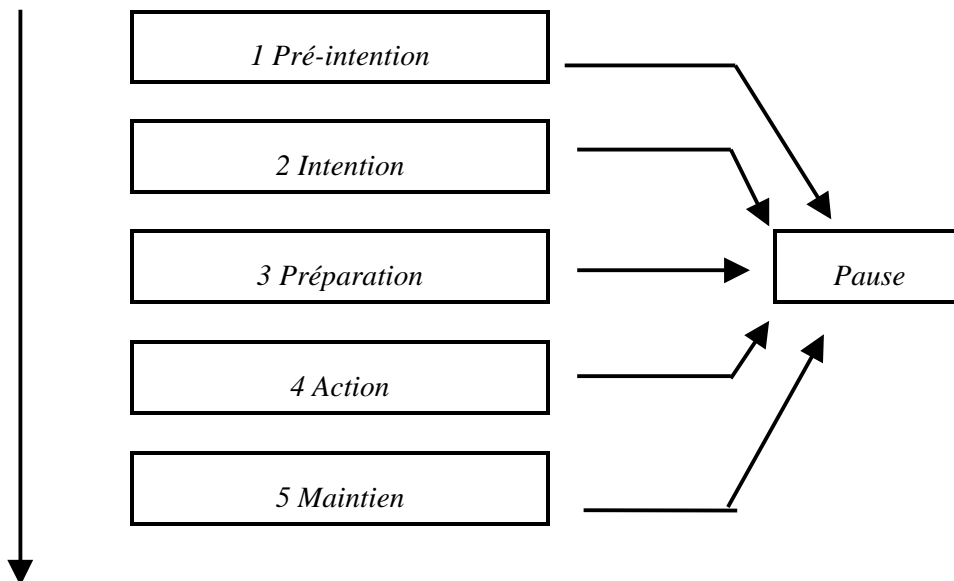 1 Pré-intention
2 Intention
3 Préparation
Pause
4 Action
5 Maintien